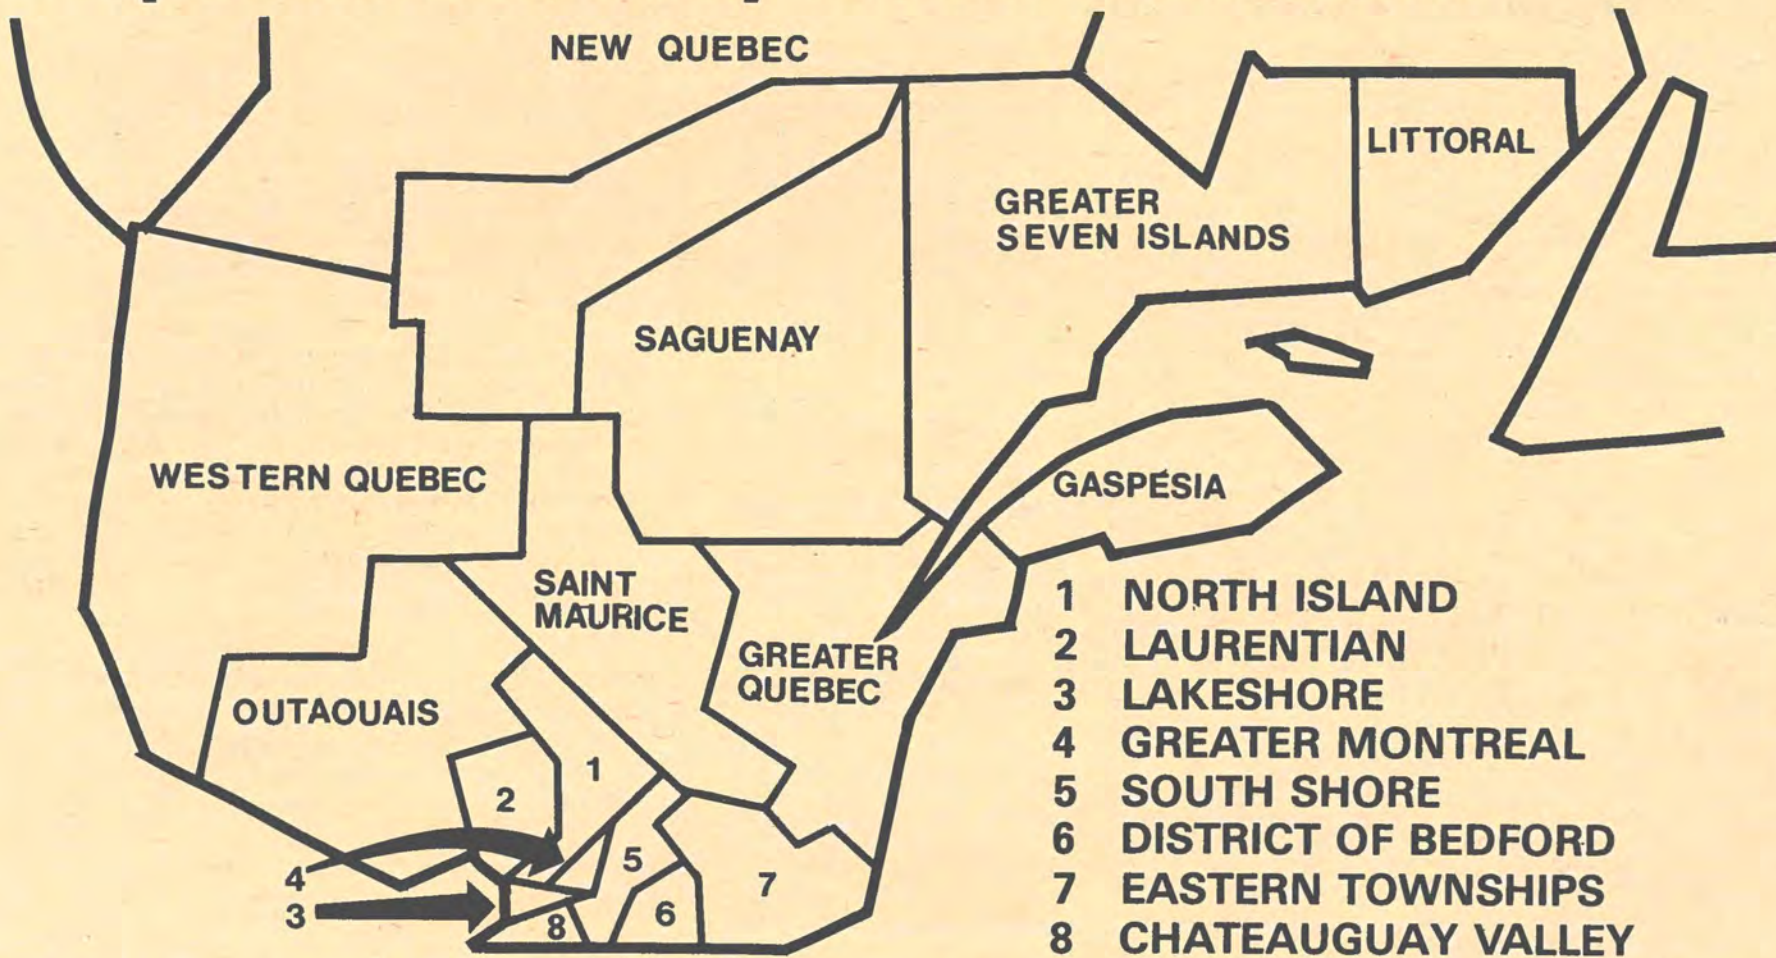 NEW QUEBEC
LITTORAL
GREATER
SEVEN ISLANDS
SAGUENAY
WESTERN QUEBEC
GASPÉSIA
SAINT
MAURICE
GREATER
QUEBEC
OUTAOUAIS
1
2
4
3
5
6
7
8
1 NORTH ISLAND
2 LAURENTIAN
3 LAKESHORE
4 GREATER MONTREAL
5 SOUTH SHORE
6 DISTRICT OF BEDFORD
7 EASTERN TOWNSHIPS
8 CHATEAUGUAY VALLEY